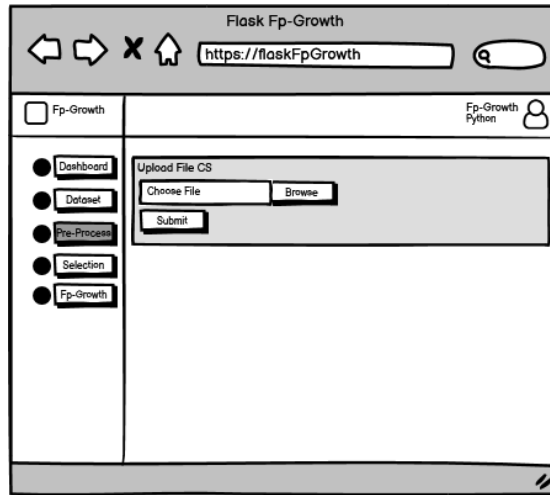 Flask Fp-Growth
https://flaskFpGrowth
Fp-Growth
Fp-Growth
Python
Dashboard
Dataset
Pre-Process
Selection
Fp-Growth
Upload File CS
Choose File
Browse
Submit